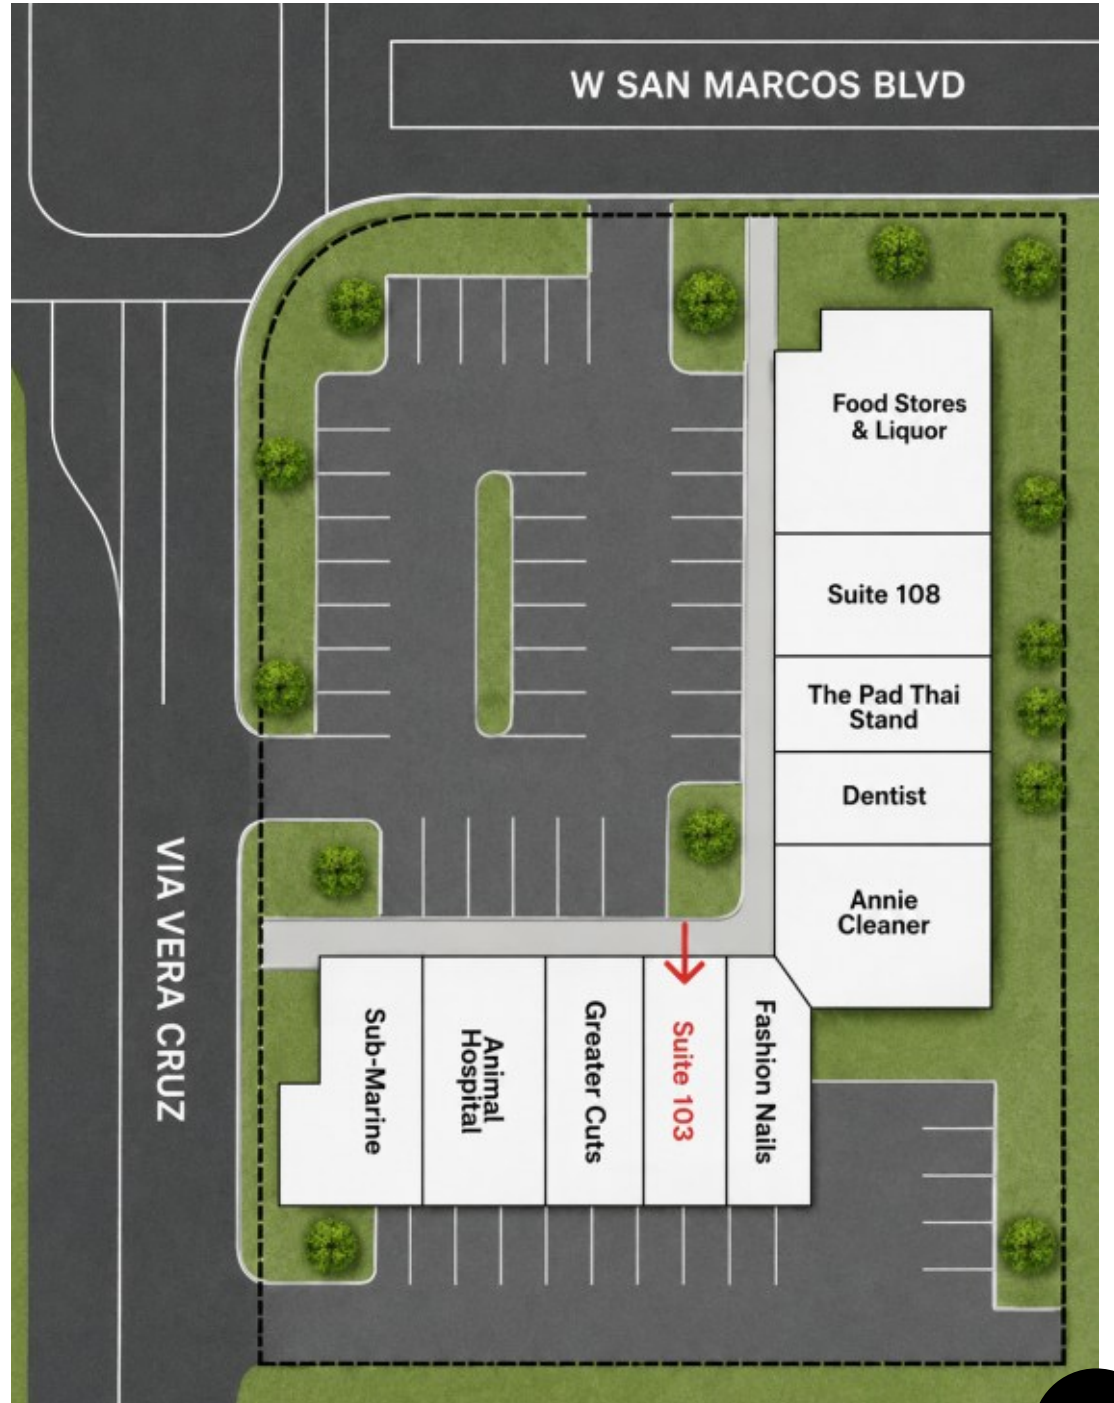 W SAN MARCOS BLVD
Food Stores
& Liquor
Suite 108
The Pad Thai
Stand
Dentist
Annie
Cleaner
VIA VERA CRUZ
Sub-Marine
Animal
Hospital
Greater Cuts
Suite 103
Fashion Nails